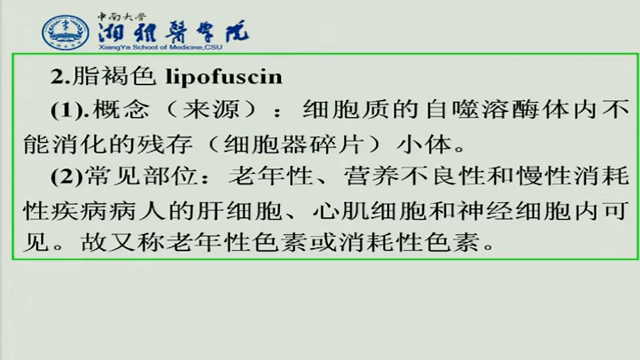 中南大學
湘雅醫學院
XiangYa School of Medicine,CSU
2.脂褐色 lipofuscin
(1).概念（来源）：细胞质的自噬溶酶体内不
能消化的残存（细胞器碎片）小体。
(2)常见部位：老年性、营养不良性和慢性消耗
性疾病病人的肝细胞、心肌细胞和神经细胞内可
见。故又称老年性色素或消耗性色素。